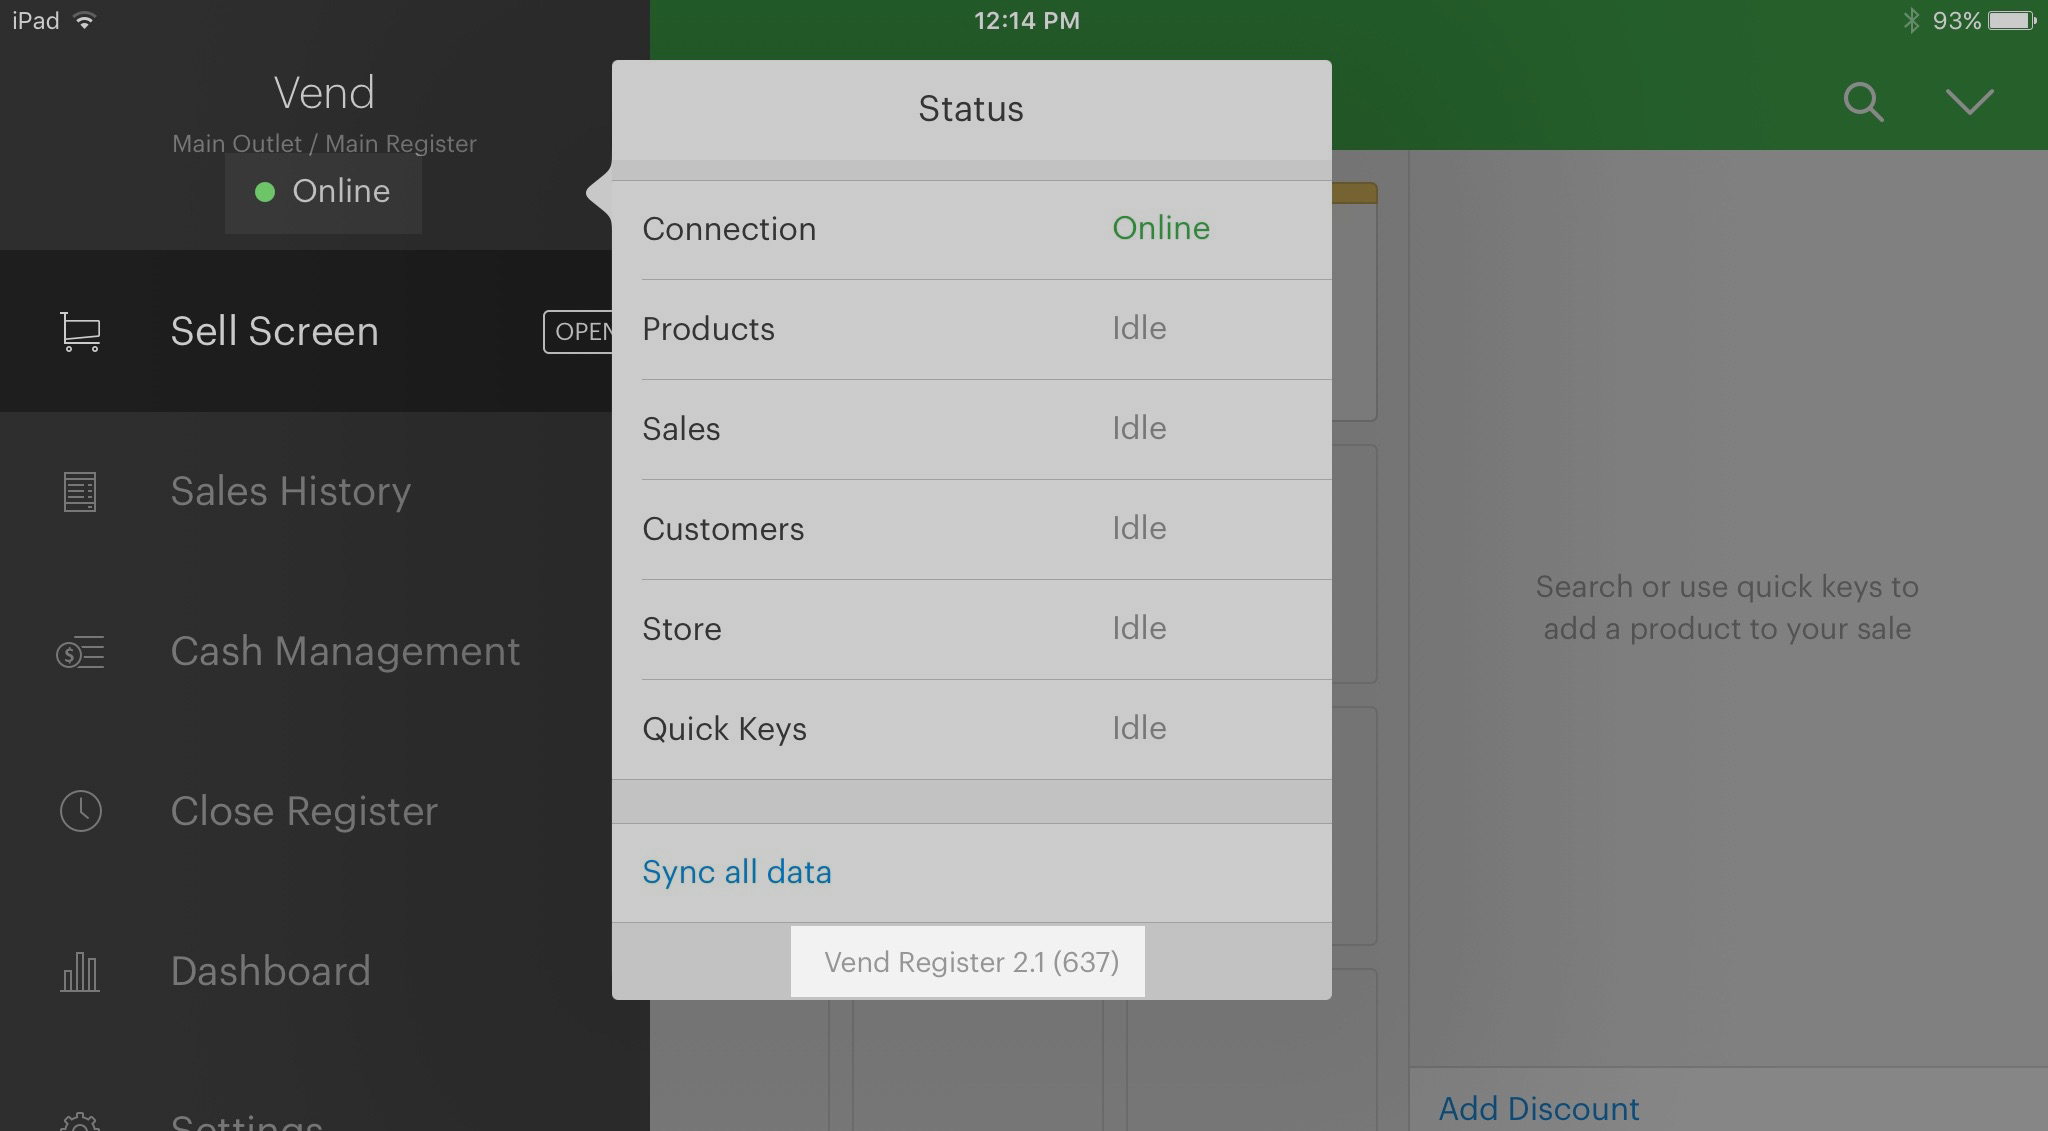 iPad
12:14 PM
93%
Vend
Main Outlet / Main Register
Online
Sell Screen
OPEN
Sales History
Cash Management
Close Register
Dashboard
Settings
Status
Connection Online
Products Idle
Sales Idle
Customers Idle
Store Idle
Quick Keys Idle
Sync all data
Vend Register 2.1 (637)
Search or use quick keys to
add a product to your sale
Add Discount